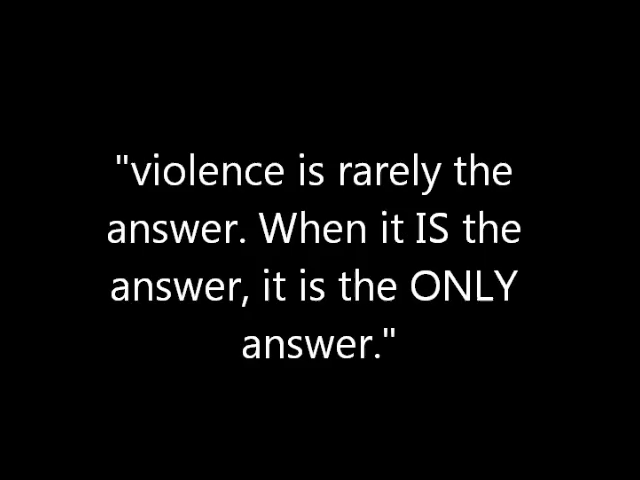 "violence is rarely the
answer. When it IS the
answer, it is the ONLY
answer."